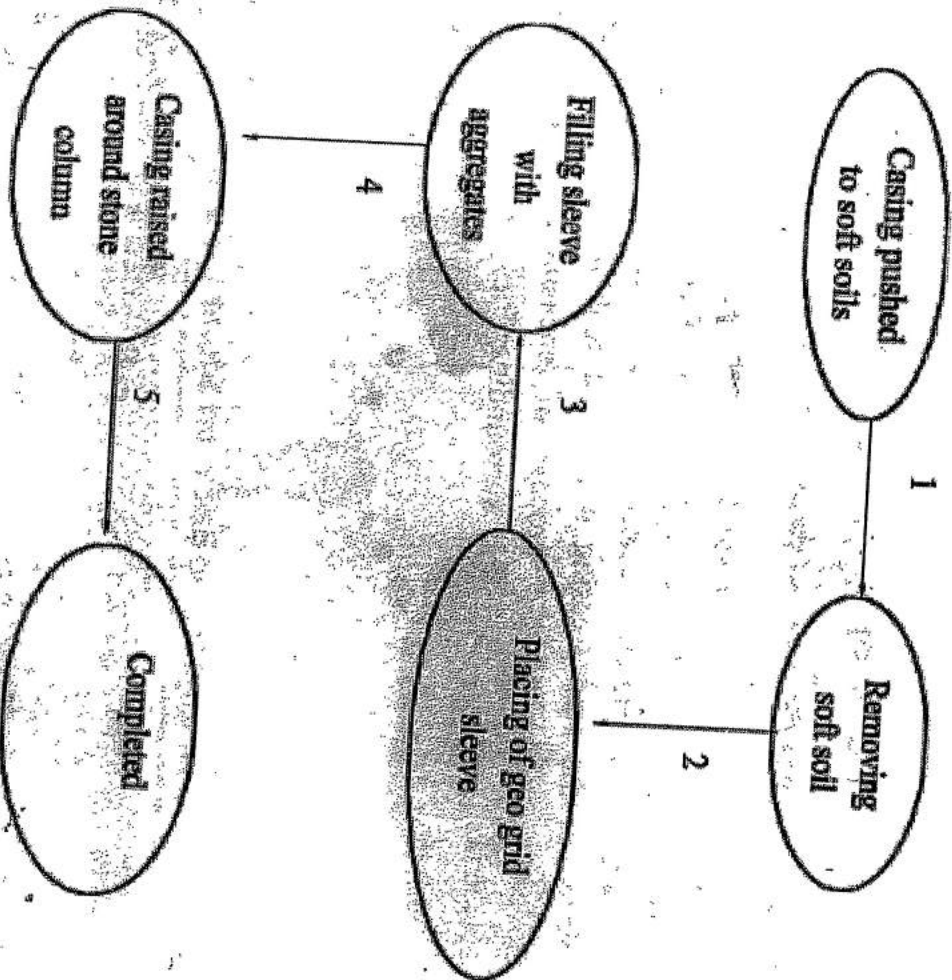 Casing pushed
to soft soils
1
Removing
soft soil
2
Placing of geo grid
sleeve
3
Filling sleeve
with
aggregates
4
Casing raised
around stone
column
5
Completed